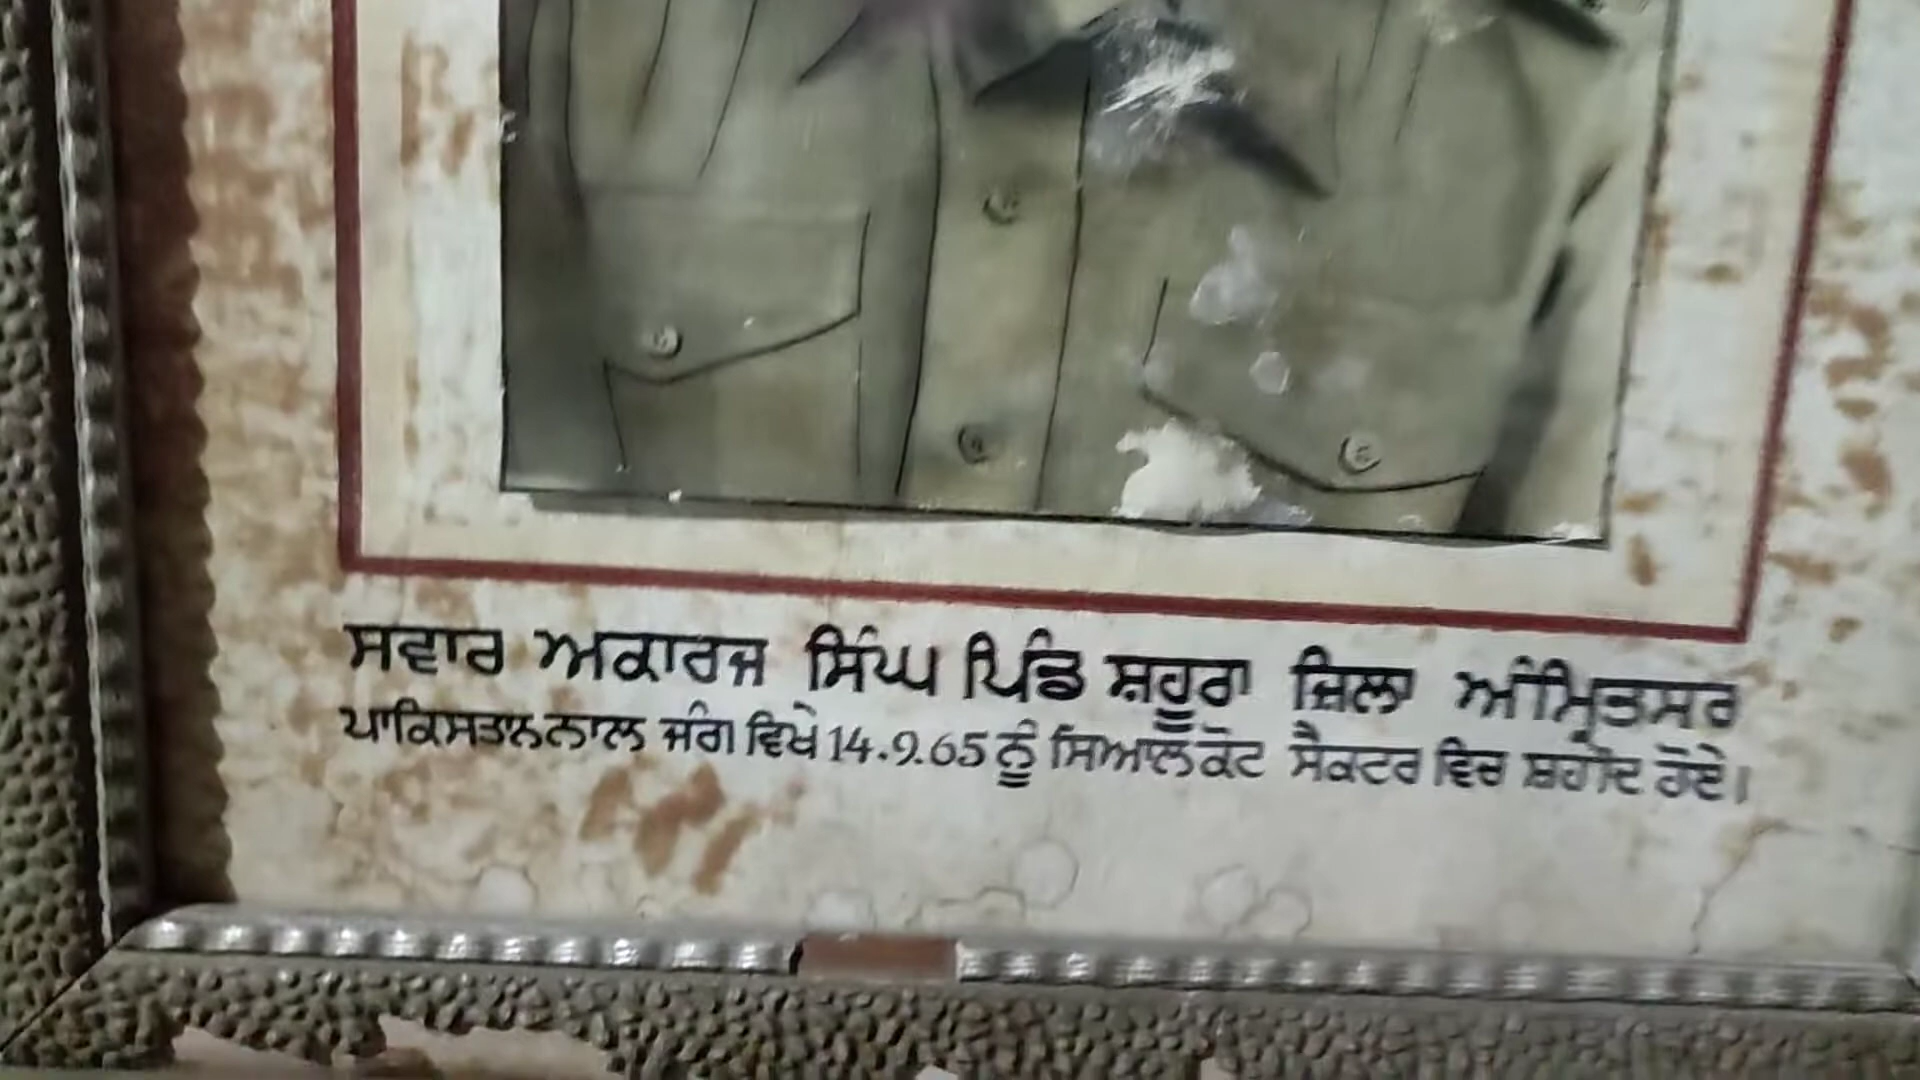 ਸਵਾਰ ਅਕਾਰਜ ਸਿੰਘ ਪਿੰਡ ਸ਼ਹੂਰਾ ਜ਼ਿਲਾ ਅੰਮ੍ਰਿਤਸਰ
ਪਾਕਿਸਤਾਨ ਨਾਲ ਜੰਗ ਵਿਖੇ 14.9.65 ਨੂੰ ਸਿਆਲਕੋਟ ਸੈਕਟਰ ਵਿਚ ਸ਼ਹੀਦ ਹੋਏ।